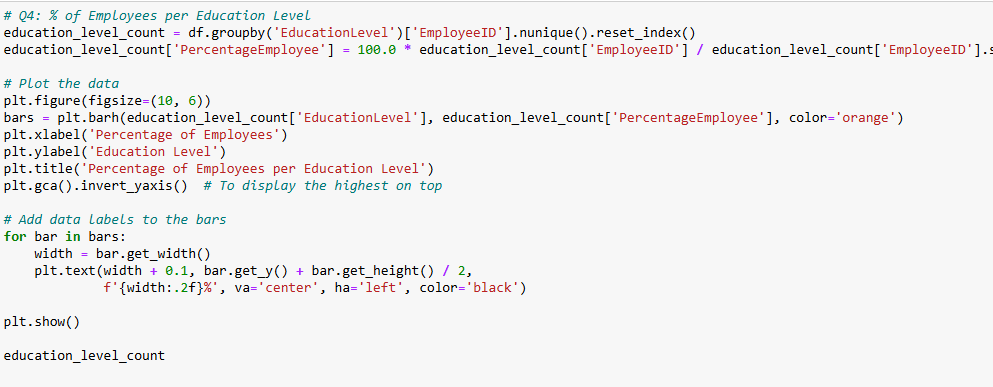 # Q4: % of Employees per Education Level
education_level_count = df.groupby('EducationLevel')['EmployeeID'].nunique().reset_index()
education_level_count['PercentageEmployee'] = 100.0 * education_level_count['EmployeeID'] / education_level_count['EmployeeID'].s
# Plot the data
plt.figure(figsize=(10, 6))
bars = plt.barh(education_level_count['EducationLevel'], education_level_count['PercentageEmployee'], color='orange')
plt.xlabel('Percentage of Employees')
plt.ylabel('Education Level')
plt.title('Percentage of Employees per Education Level')
plt.gca().invert_yaxis()  # To display the highest on top
# Add data labels to the bars
for bar in bars:
    width = bar.get_width()
    plt.text(width + 0.1, bar.get_y() + bar.get_height() / 2,
             f'{width:.2f}%', va='center', ha='left', color='black')
plt.show()
education_level_count